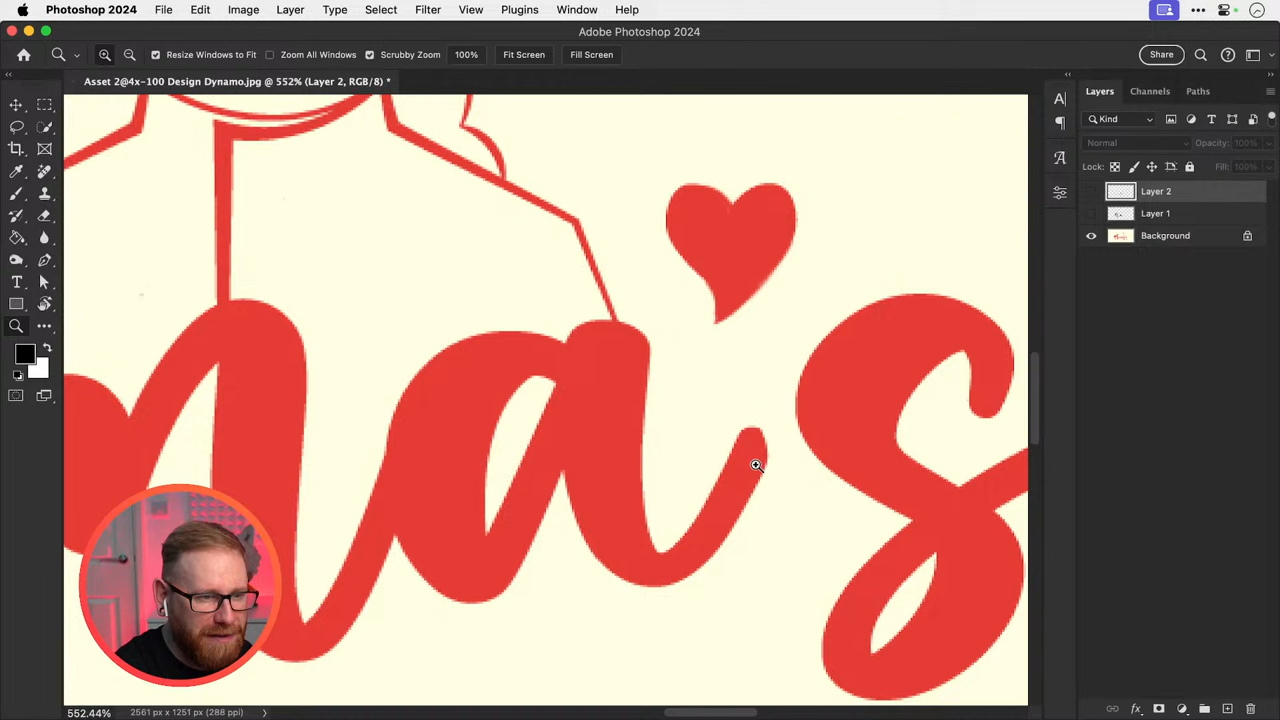 Photoshop 2024 File Edit Image Layer Type Select Filter View Plugins Window Help
Adobe Photoshop 2024
Resize Windows to Fit Zoom All Windows Scrubby Zoom 100% Fit Screen Fill Screen Share
Asset 2@4x-100 Design Dynamo.jpg @ 552% (Layer 2, RGB/8) *
Layers Channels Paths
Kind
Normal Opacity: 100%
Lock: Fill: 100%
Layer 2
Layer 1
Background
na's
552.44% 2561 px x 1251 px (288 ppi)